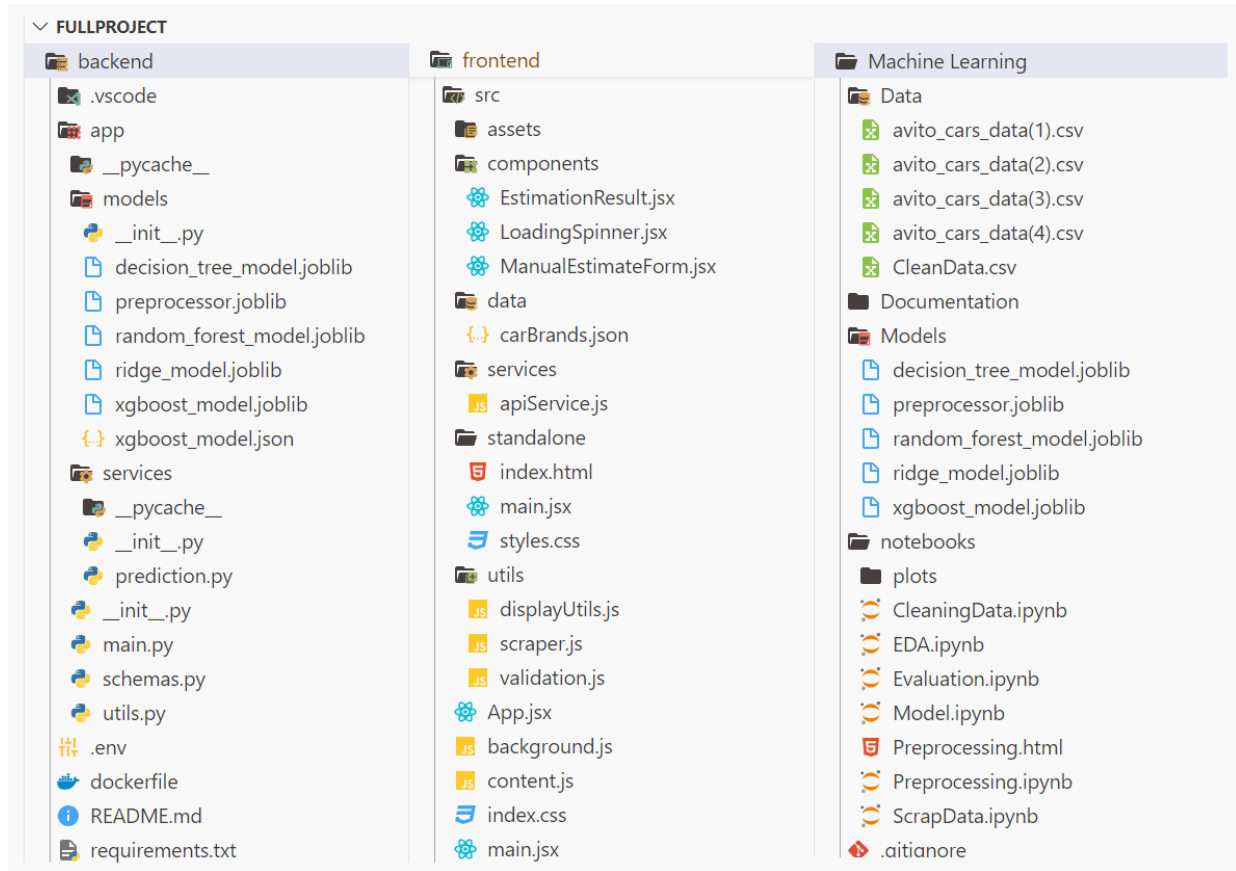 FULLPROJECT
backend
.vscode
app
__pycache__
models
__init__.py
decision_tree_model.joblib
preprocessor.joblib
random_forest_model.joblib
ridge_model.joblib
xgboost_model.joblib
xgboost_model.json
services
__pycache__
__init__.py
prediction.py
__init__.py
main.py
schemas.py
utils.py
.env
dockerfile
README.md
requirements.txt
frontend
src
assets
components
EstimationResult.jsx
LoadingSpinner.jsx
ManualEstimateForm.jsx
data
carBrands.json
services
apiService.js
standalone
index.html
main.jsx
styles.css
utils
displayUtils.js
scraper.js
validation.js
App.jsx
background.js
content.js
index.css
main.jsx
Machine Learning
Data
avito_cars_data(1).csv
avito_cars_data(2).csv
avito_cars_data(3).csv
avito_cars_data(4).csv
CleanData.csv
Documentation
Models
decision_tree_model.joblib
preprocessor.joblib
random_forest_model.joblib
ridge_model.joblib
xgboost_model.joblib
notebooks
plots
CleaningData.ipynb
EDA.ipynb
Evaluation.ipynb
Model.ipynb
Preprocessing.html
Preprocessing.ipynb
ScrapData.ipynb
.gitignore